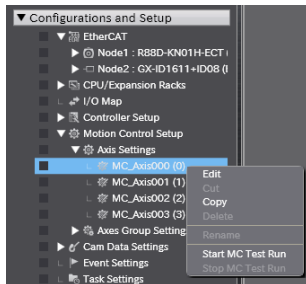 Configurations and Setup
EtherCAT
Node1 : R88D-KN01H-ECT (
Node2 : GX-ID1611+ID08 (I
CPU/Expansion Racks
I/O Map
Controller Setup
Motion Control Setup
Axis Settings
MC_Axis000 (0)
MC_Axis001 (1)
MC_Axis002 (2)
MC_Axis003 (3)
Axes Group Setting
Cam Data Settings
Event Settings
Task Settings
Edit
Cut
Copy
Delete
Rename
Start MC Test Run
Stop MC Test Run